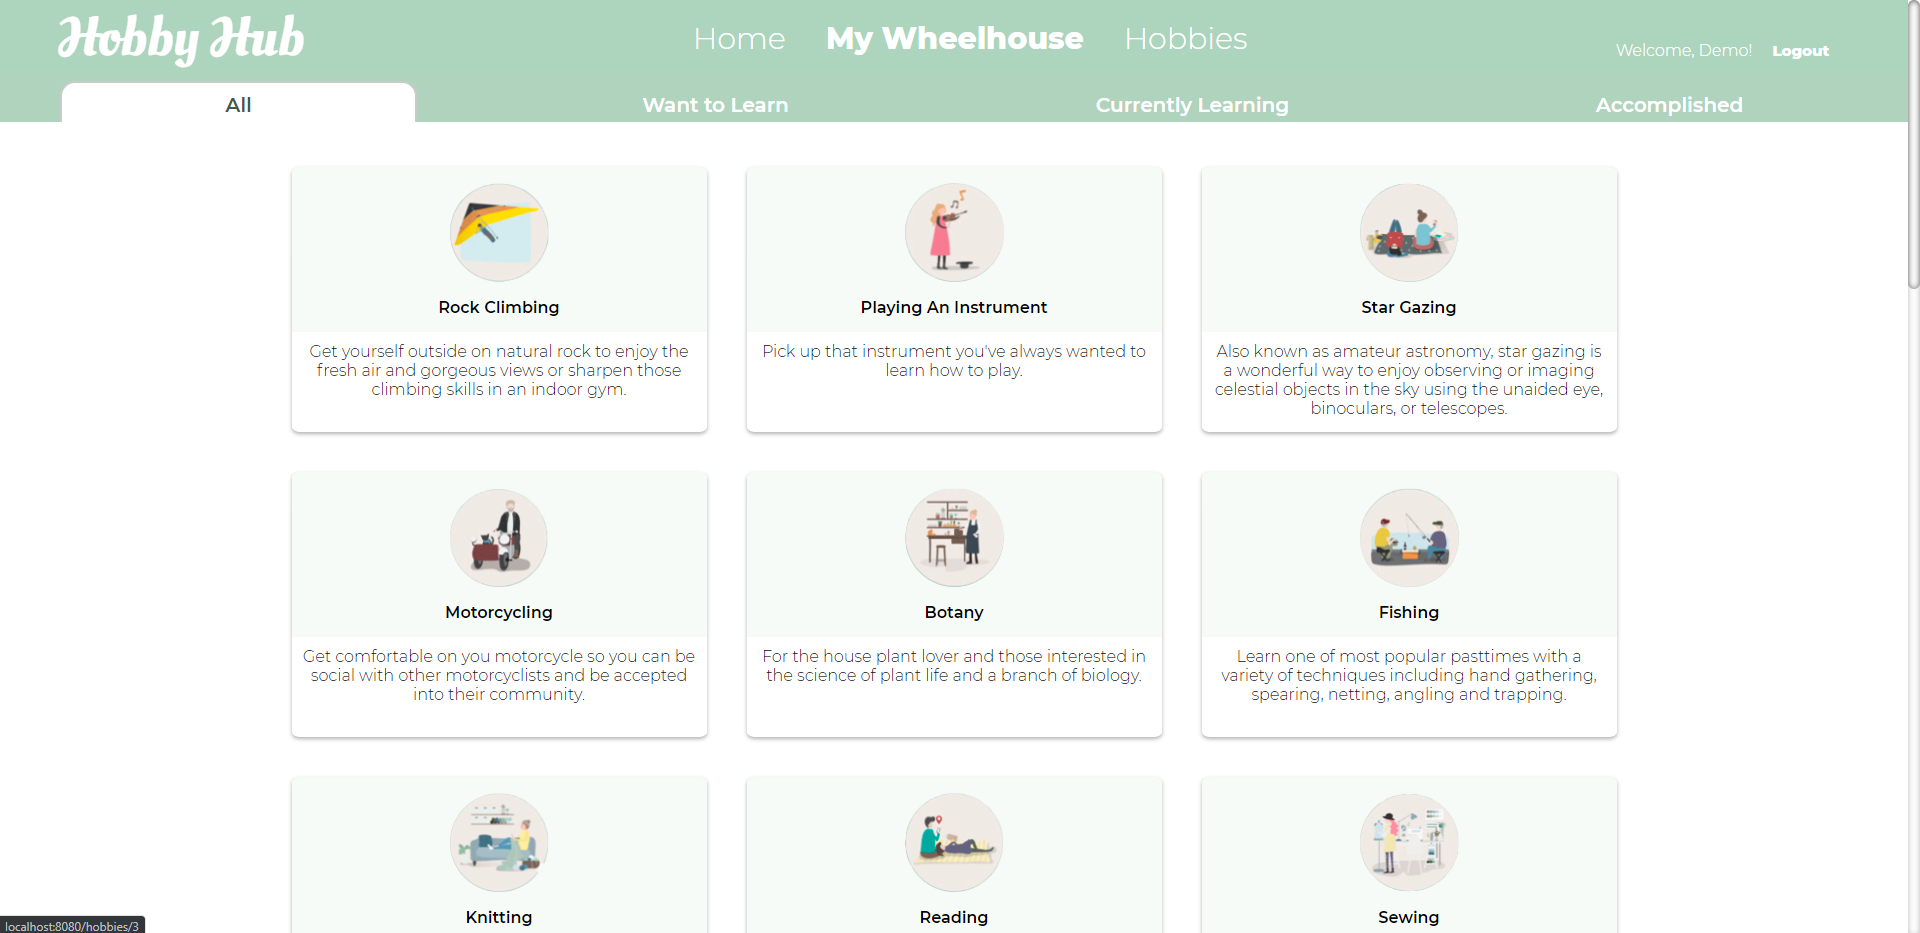 Hobby Hub
Home My Wheelhouse Hobbies
Welcome, Demo! Logout
All Want to Learn Currently Learning Accomplished
Rock Climbing
Get yourself outside on natural rock to enjoy the
fresh air and gorgeous views or sharpen those
climbing skills in an indoor gym.
Playing An Instrument
Pick up that instrument you've always wanted to
learn how to play.
Star Gazing
Also known as amateur astronomy, star gazing is
a wonderful way to enjoy observing or imaging
celestial objects in the sky using the unaided eye,
binoculars, or telescopes.
Motorcycling
Get comfortable on you motorcycle so you can be
social with other motorcyclists and be accepted
into their community.
Botany
For the house plant lover and those interested in
the science of plant life and a branch of biology.
Fishing
Learn one of most popular pasttimes with a
variety of techniques including hand gathering,
spearing, netting, angling and trapping.
Knitting
Reading
Sewing
localhost:8080/hobbies/3